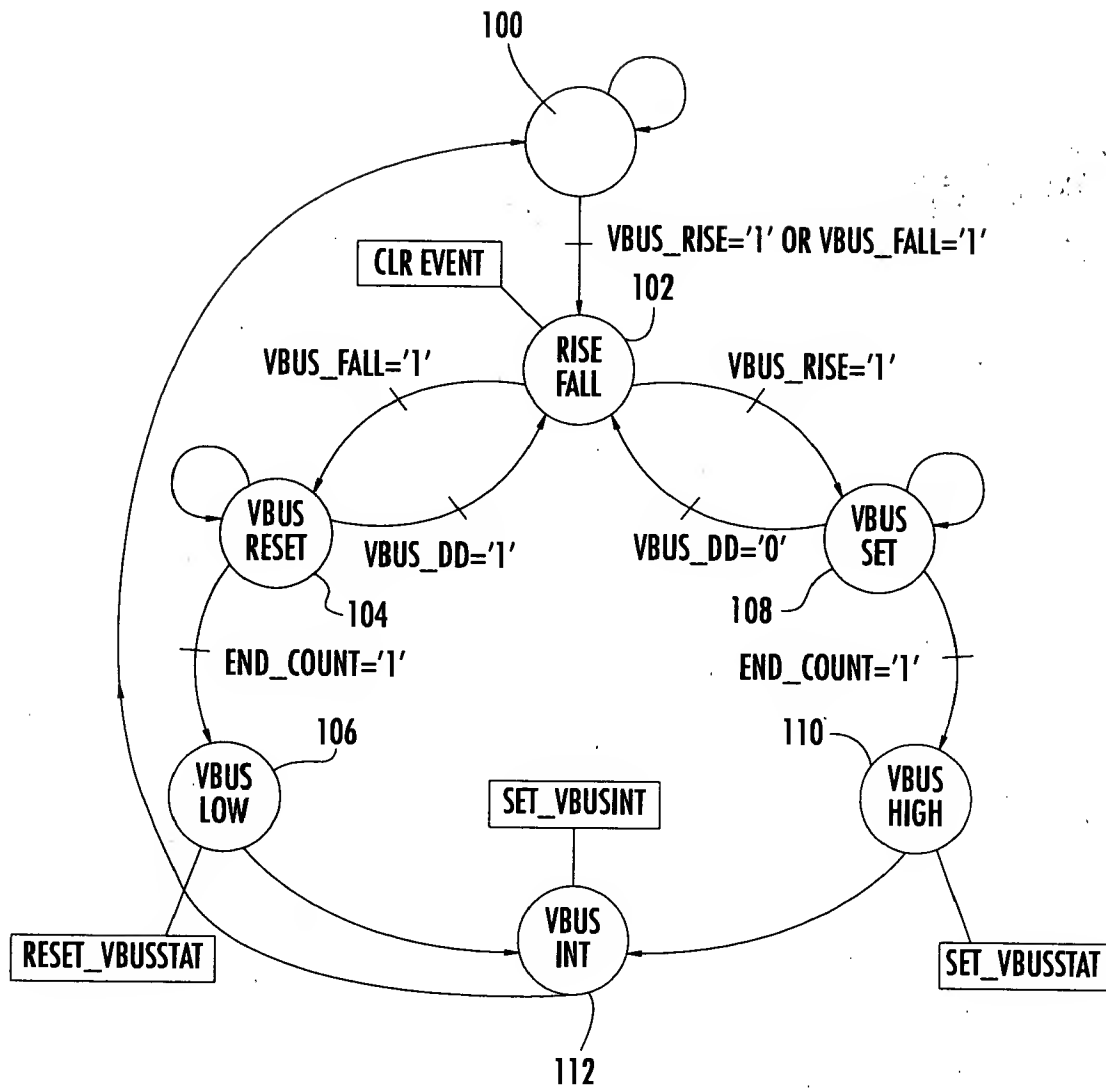 100
VBUS_RISE='1' OR VBUS_FALL='1'
CLR EVENT
102
RISE
FALL
VBUS_FALL='1'
VBUS_RISE='1'
VBUS
RESET
VBUS_DD='1'
VBUS_DD='0'
VBUS
SET
104
108
END_COUNT='1'
END_COUNT='1'
106
110
VBUS
LOW
SET_VBUSINT
VBUS
HIGH
VBUS
INT
RESET_VBUSSTAT
SET_VBUSSTAT
112